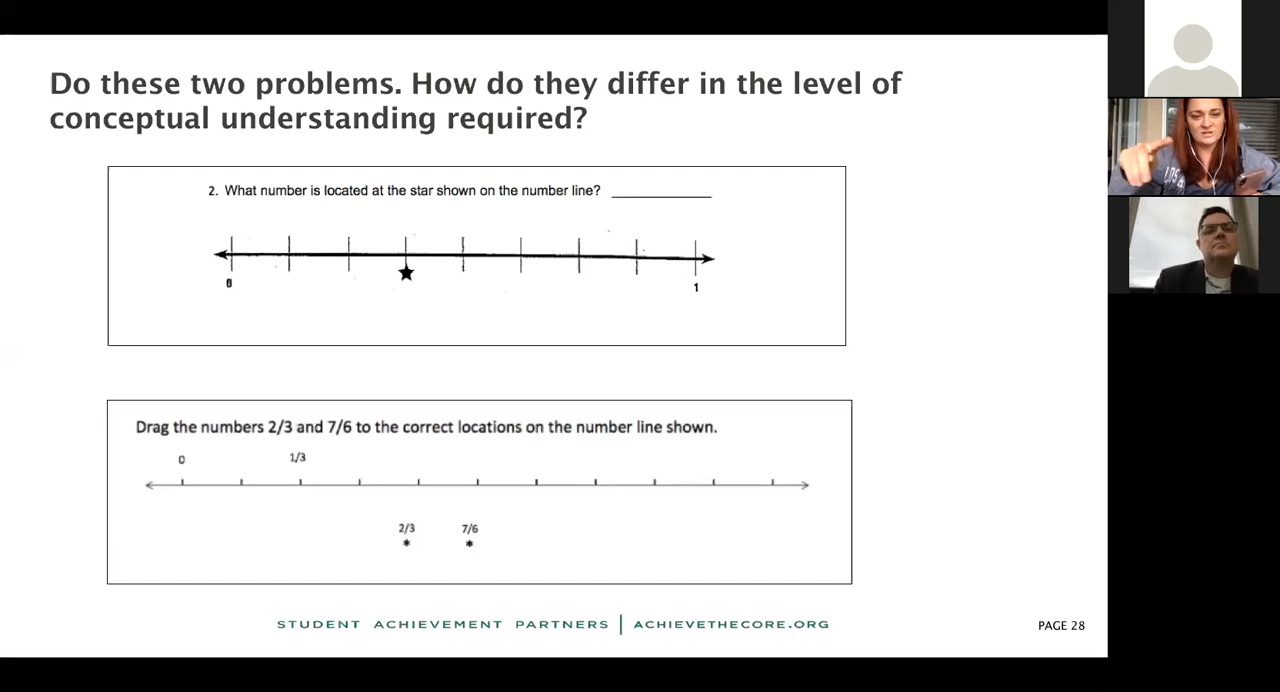 Do these two problems. How do they differ in the level of
conceptual understanding required?
2. What number is located at the star shown on the number line? __________
0 1
Drag the numbers 2/3 and 7/6 to the correct locations on the number line shown.
0 1/3
2/3 7/6
* *
STUDENT ACHIEVEMENT PARTNERS | ACHIEVETHECORE.ORG
PAGE 28